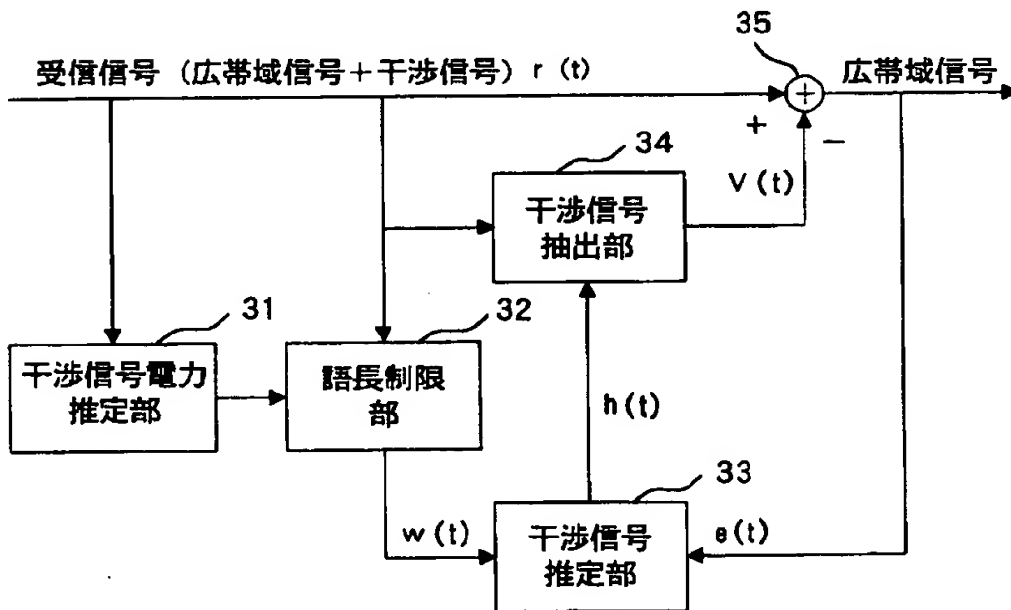 35
受信信号 (広帯域信号+干渉信号) r (t)
広帯域信号
+
+
−
34
V (t)
干渉信号
抽出部
31
32
干渉信号電力
推定部
語長制限
部
h (t)
33
w (t)
e (t)
干渉信号
推定部